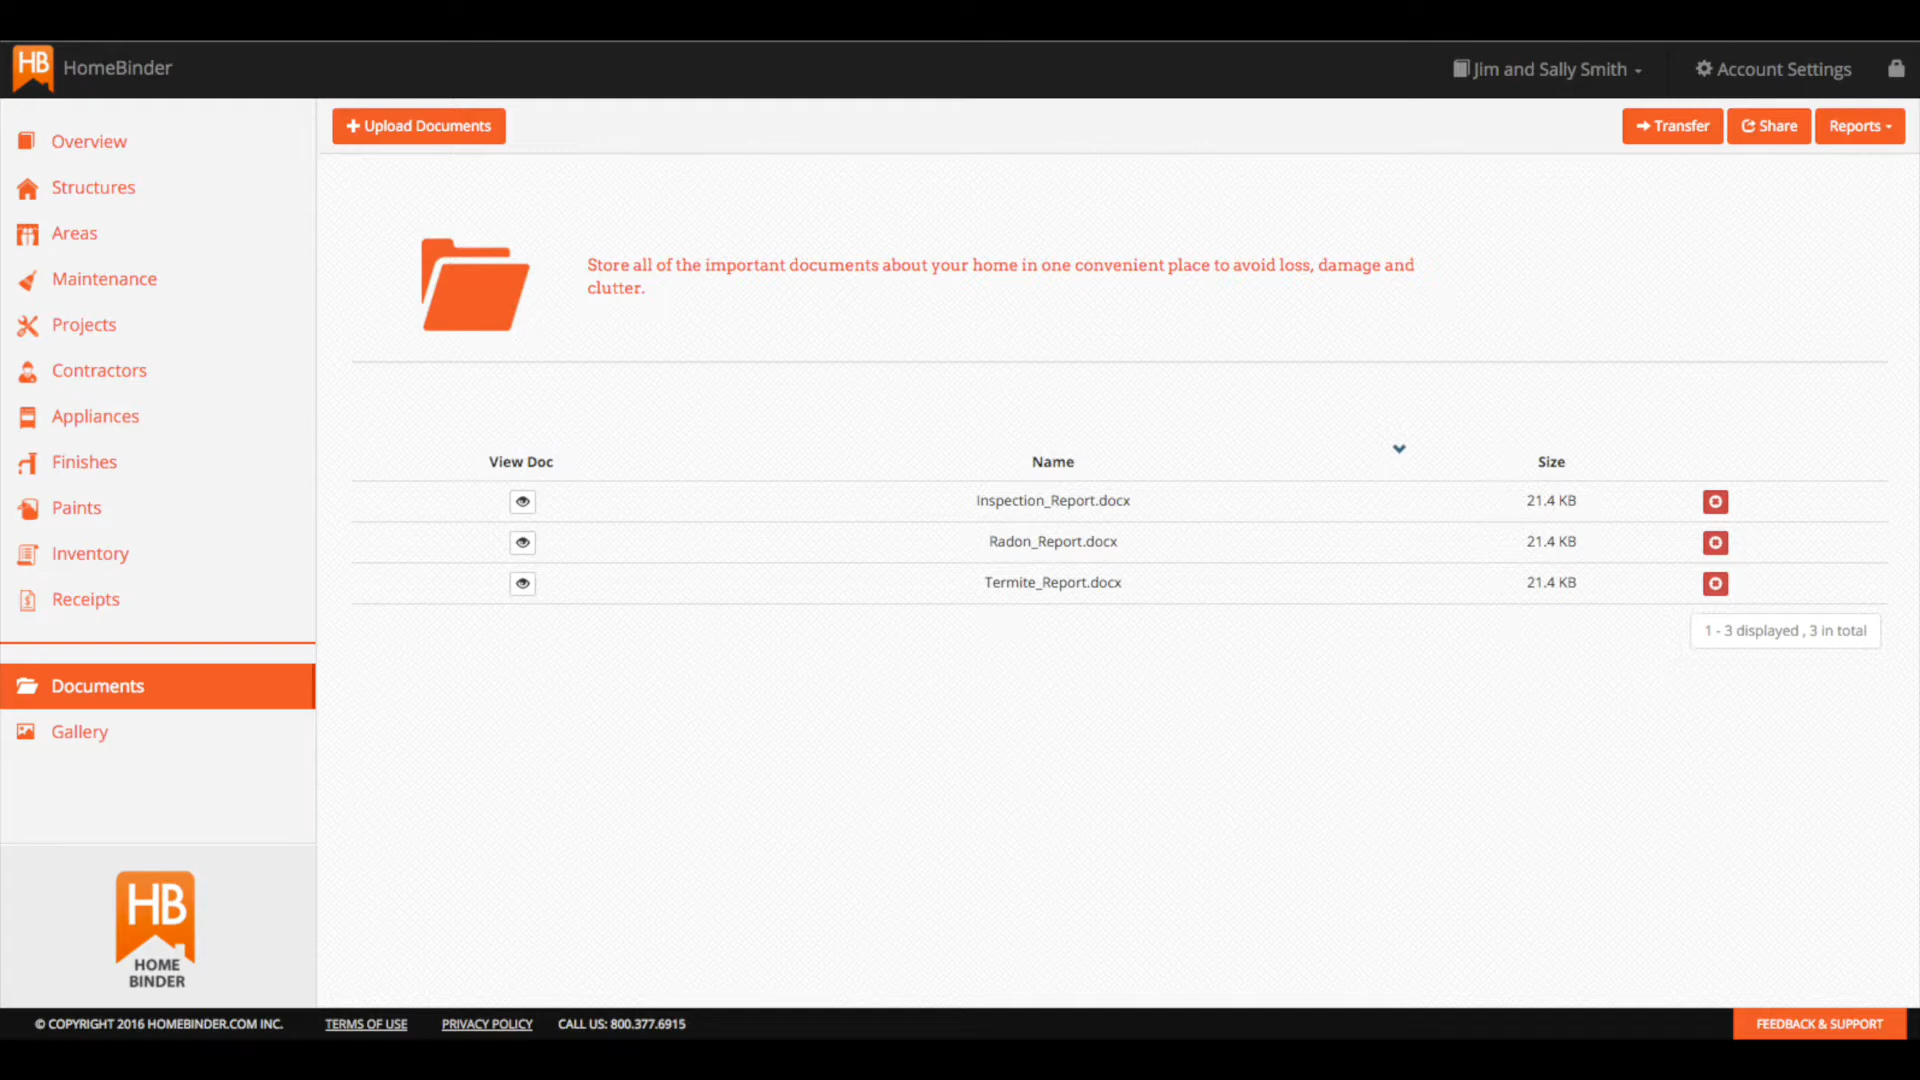 HB HomeBinder
Jim and Sally Smith
Account Settings
Overview
Structures
Areas
Maintenance
Projects
Contractors
Appliances
Finishes
Paints
Inventory
Receipts
Documents
Gallery
HB
HOME
BINDER
Upload Documents
Transfer
Share
Reports
Store all of the important documents about your home in one convenient place to avoid loss, damage and
clutter.
View Doc Name Size
Inspection_Report.docx 21.4 KB
Radon_Report.docx 21.4 KB
Termite_Report.docx 21.4 KB
1 - 3 displayed , 3 in total
© COPYRIGHT 2016 HOMEBINDER.COM INC. TERMS OF USE PRIVACY POLICY CALL US: 800.377.6915
FEEDBACK & SUPPORT